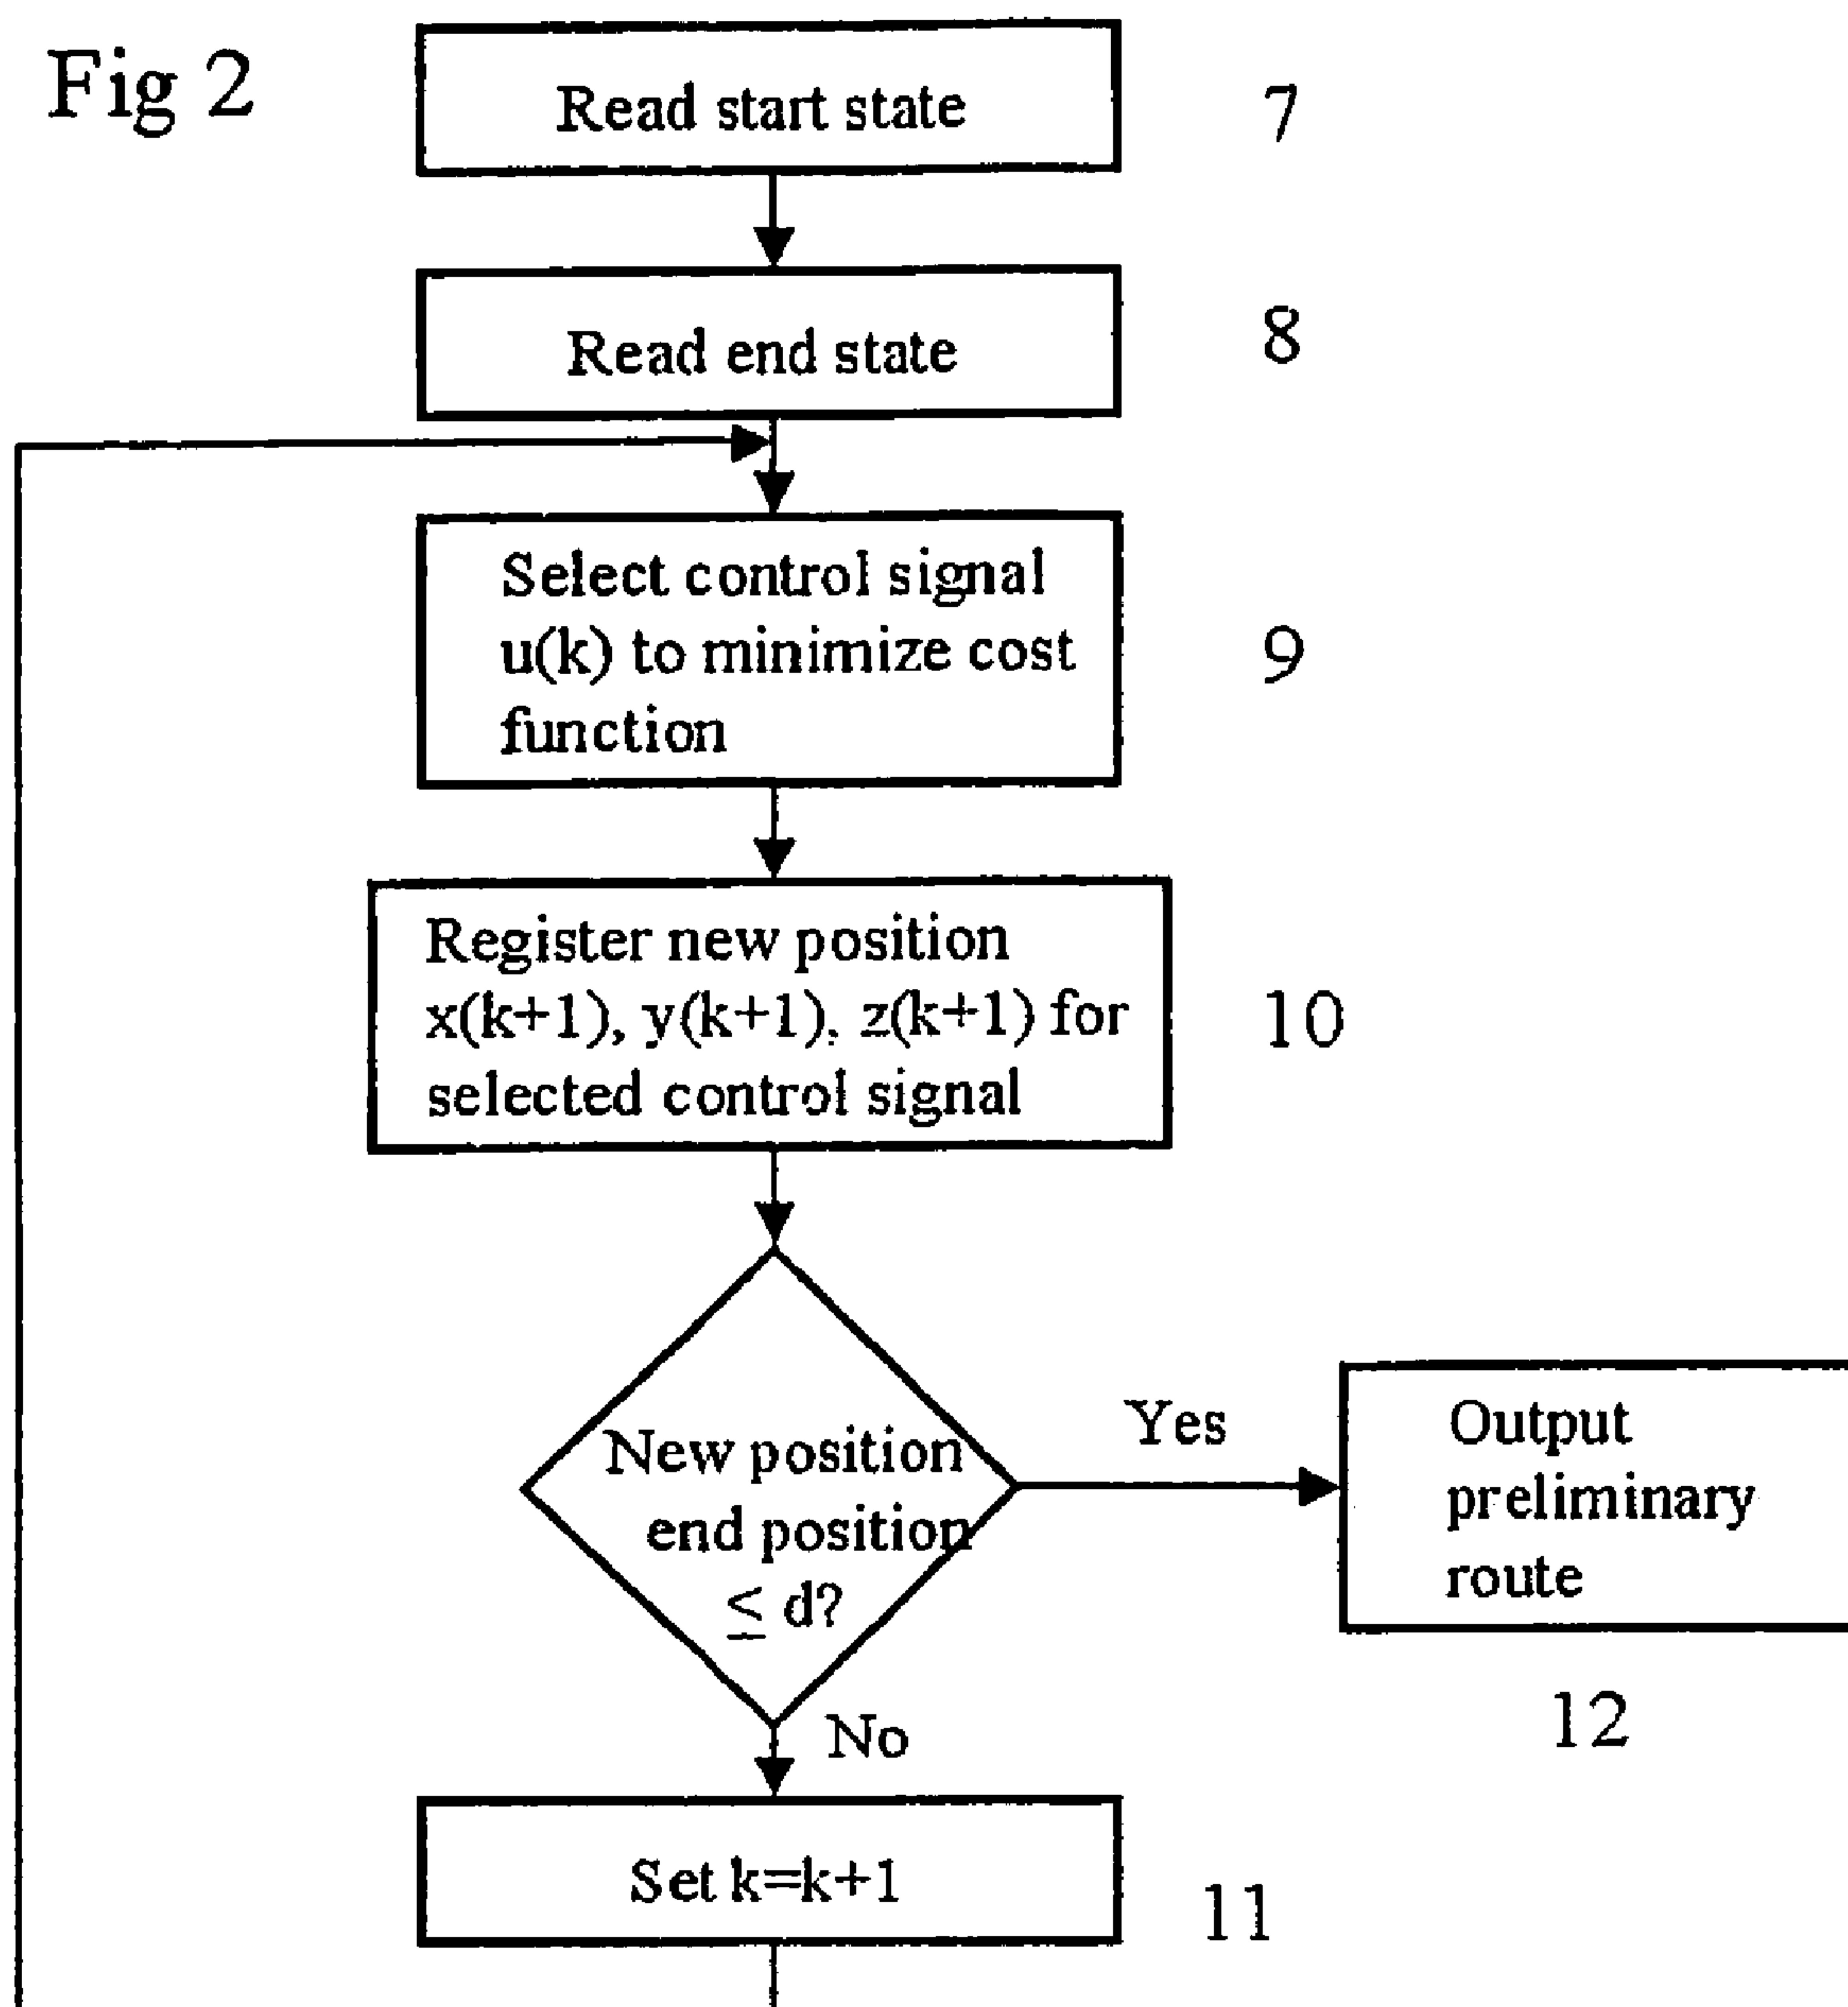 Fig 2
Read start state
7
Read end state
8
Select control signal
u(k) to minimize cost
function
9
Register new position
x(k+1), y(k+1), z(k+1) for
selected control signal
10
New position
end position
≤ d?
Yes
Output
preliminary
route
12
No
Set k=k+1
11